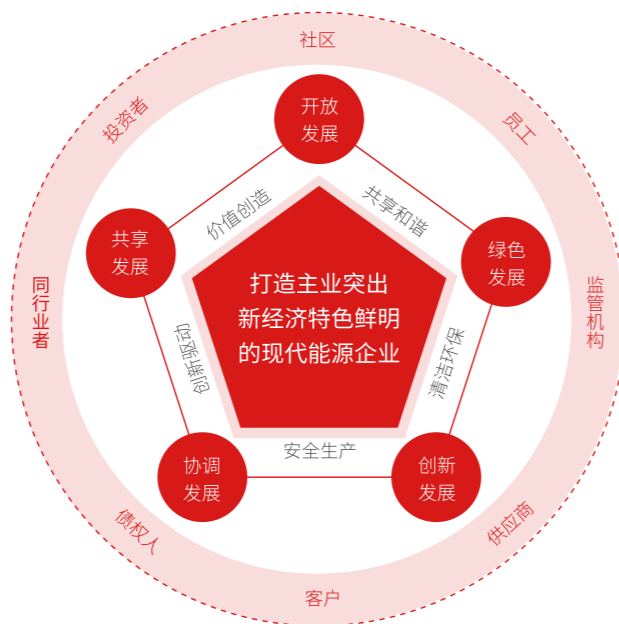 社区
投资者
员工
开放
发展
价值创造
共享和谐
共享
发展
绿色
发展
同行业者
监管机构
打造主业突出
新经济特色鲜明
的现代能源企业
创新驱动
清洁环保
安全生产
协调
发展
创新
发展
债权人
供应商
客户